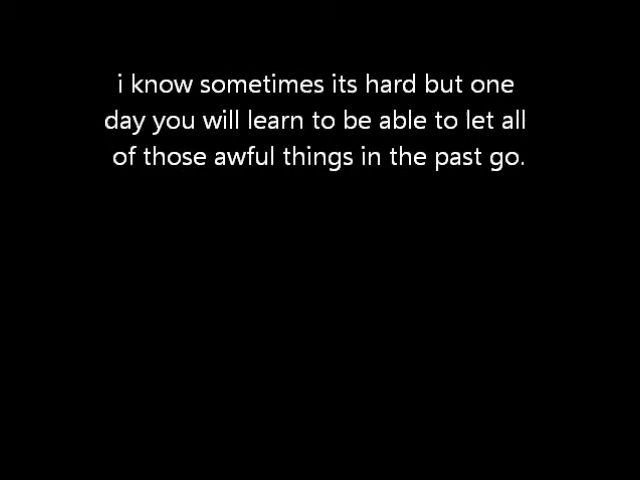 i know sometimes its hard but one
day you will learn to be able to let all
of those awful things in the past go.